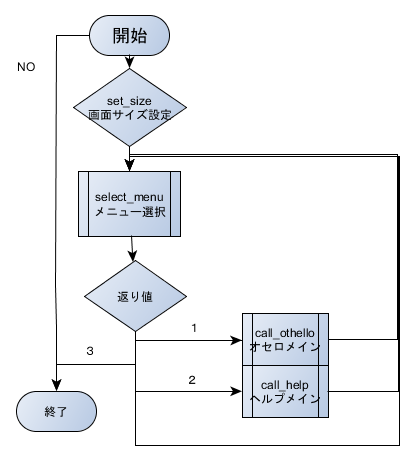 開始
NO
set_size
画面サイズ設定
select_menu
メニュー選択
返り値
1
call_othello
オセロメイン
3
2
call_help
ヘルプメイン
終了